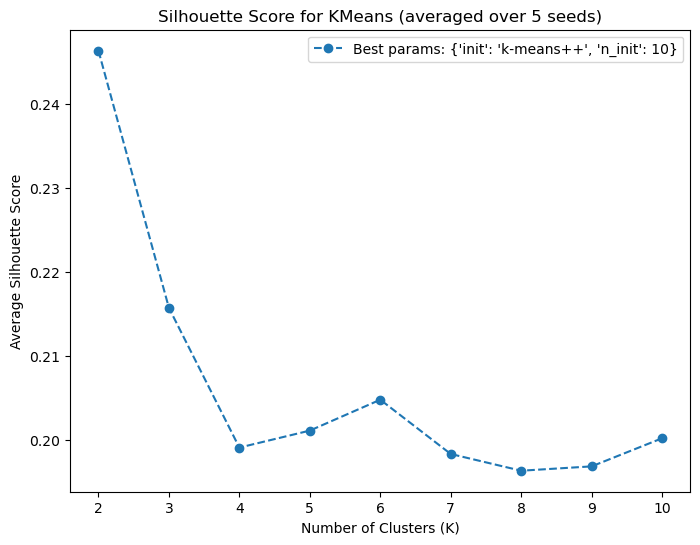 Silhouette Score for KMeans (averaged over 5 seeds)
Best params: {'init': 'k-means++', 'n_init': 10}
Average Silhouette Score
0.24
0.23
0.22
0.21
0.20
2 3 4 5 6 7 8 9 10
Number of Clusters (K)